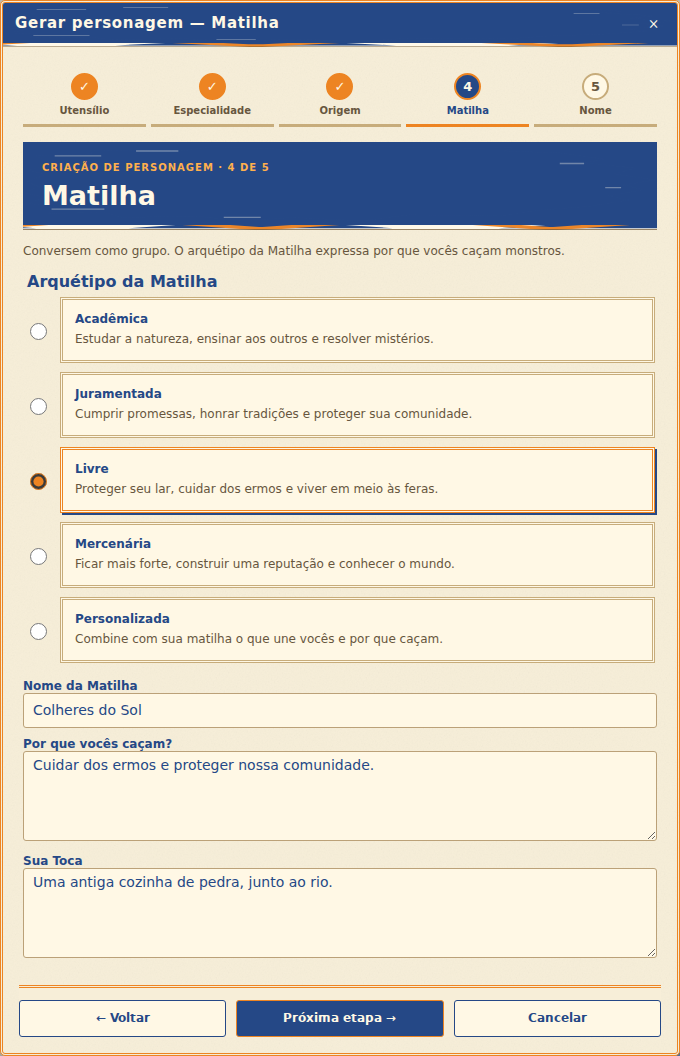 Gerar personagem — Matilha
×
✓ ✓ ✓ 4 5
Utensílio Especialidade Origem Matilha Nome
CRIAÇÃO DE PERSONAGEM · 4 DE 5
Matilha
Conversem como grupo. O arquétipo da Matilha expressa por que vocês caçam monstros.
Arquétipo da Matilha
Acadêmica
Estudar a natureza, ensinar aos outros e resolver mistérios.
Juramentada
Cumprir promessas, honrar tradições e proteger sua comunidade.
Livre
Proteger seu lar, cuidar dos ermos e viver em meio às feras.
Mercenária
Ficar mais forte, construir uma reputação e conhecer o mundo.
Personalizada
Combine com sua matilha o que une vocês e por que caçam.
Nome da Matilha
Colheres do Sol
Por que vocês caçam?
Cuidar dos ermos e proteger nossa comunidade.
Sua Toca
Uma antiga cozinha de pedra, junto ao rio.
← Voltar Próxima etapa → Cancelar